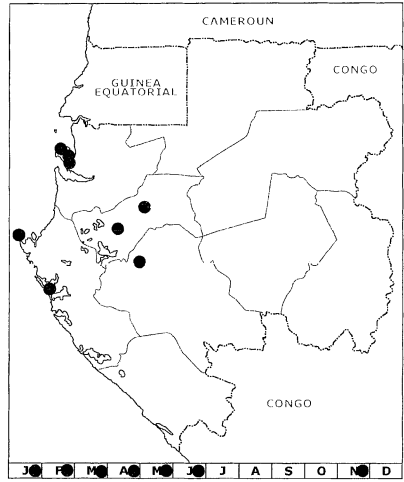 CAMEROUN
CONGO
GUINEA
EQUATORIAL
CONGO
J F M A M J J A S O N D